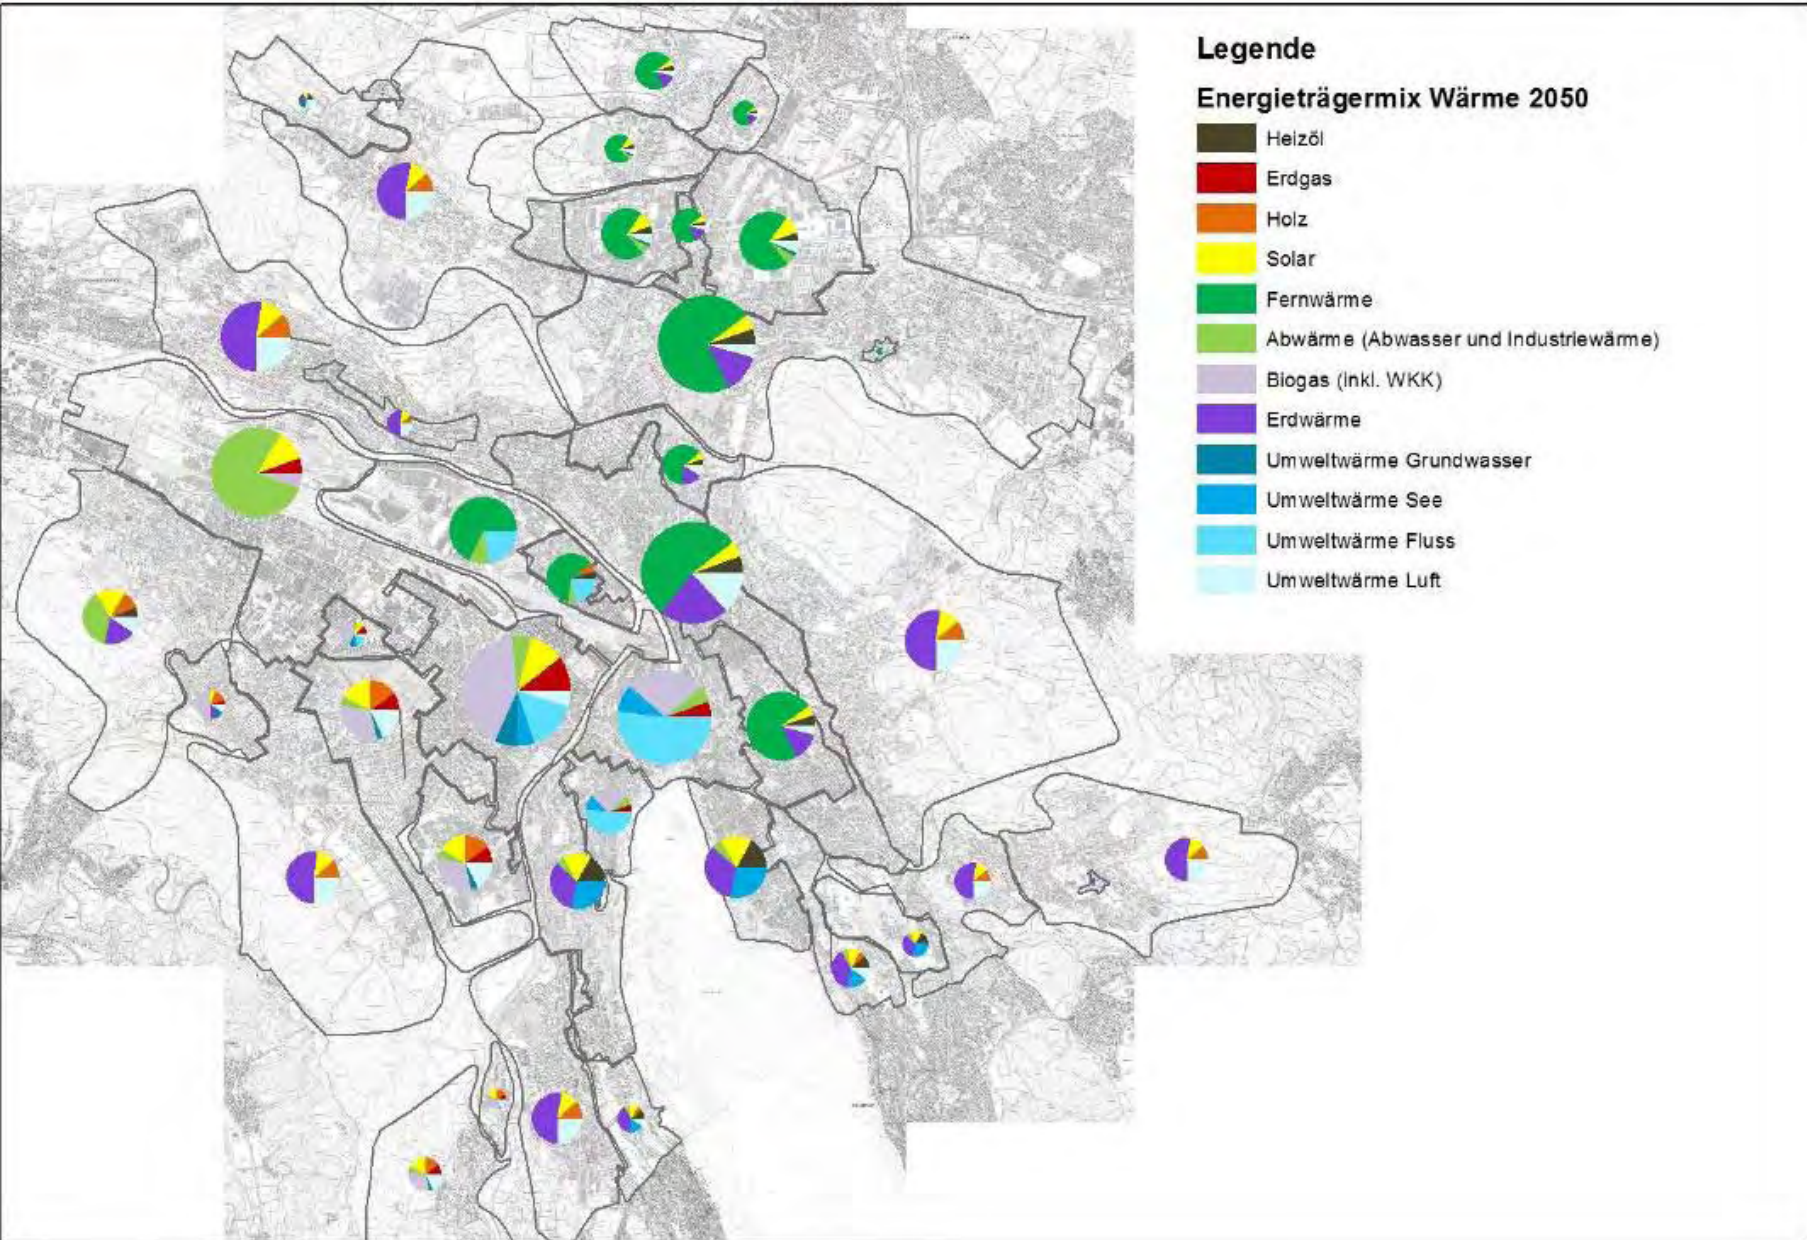 Legende
Energieträgermix Wärme 2050
Heizöl
Erdgas
Holz
Solar
Fernwärme
Abwärme (Abwasser und Industriewärme)
Biogas (inkl. WKK)
Erdwärme
Umweltwärme Grundwasser
Umweltwärme See
Umweltwärme Fluss
Umweltwärme Luft